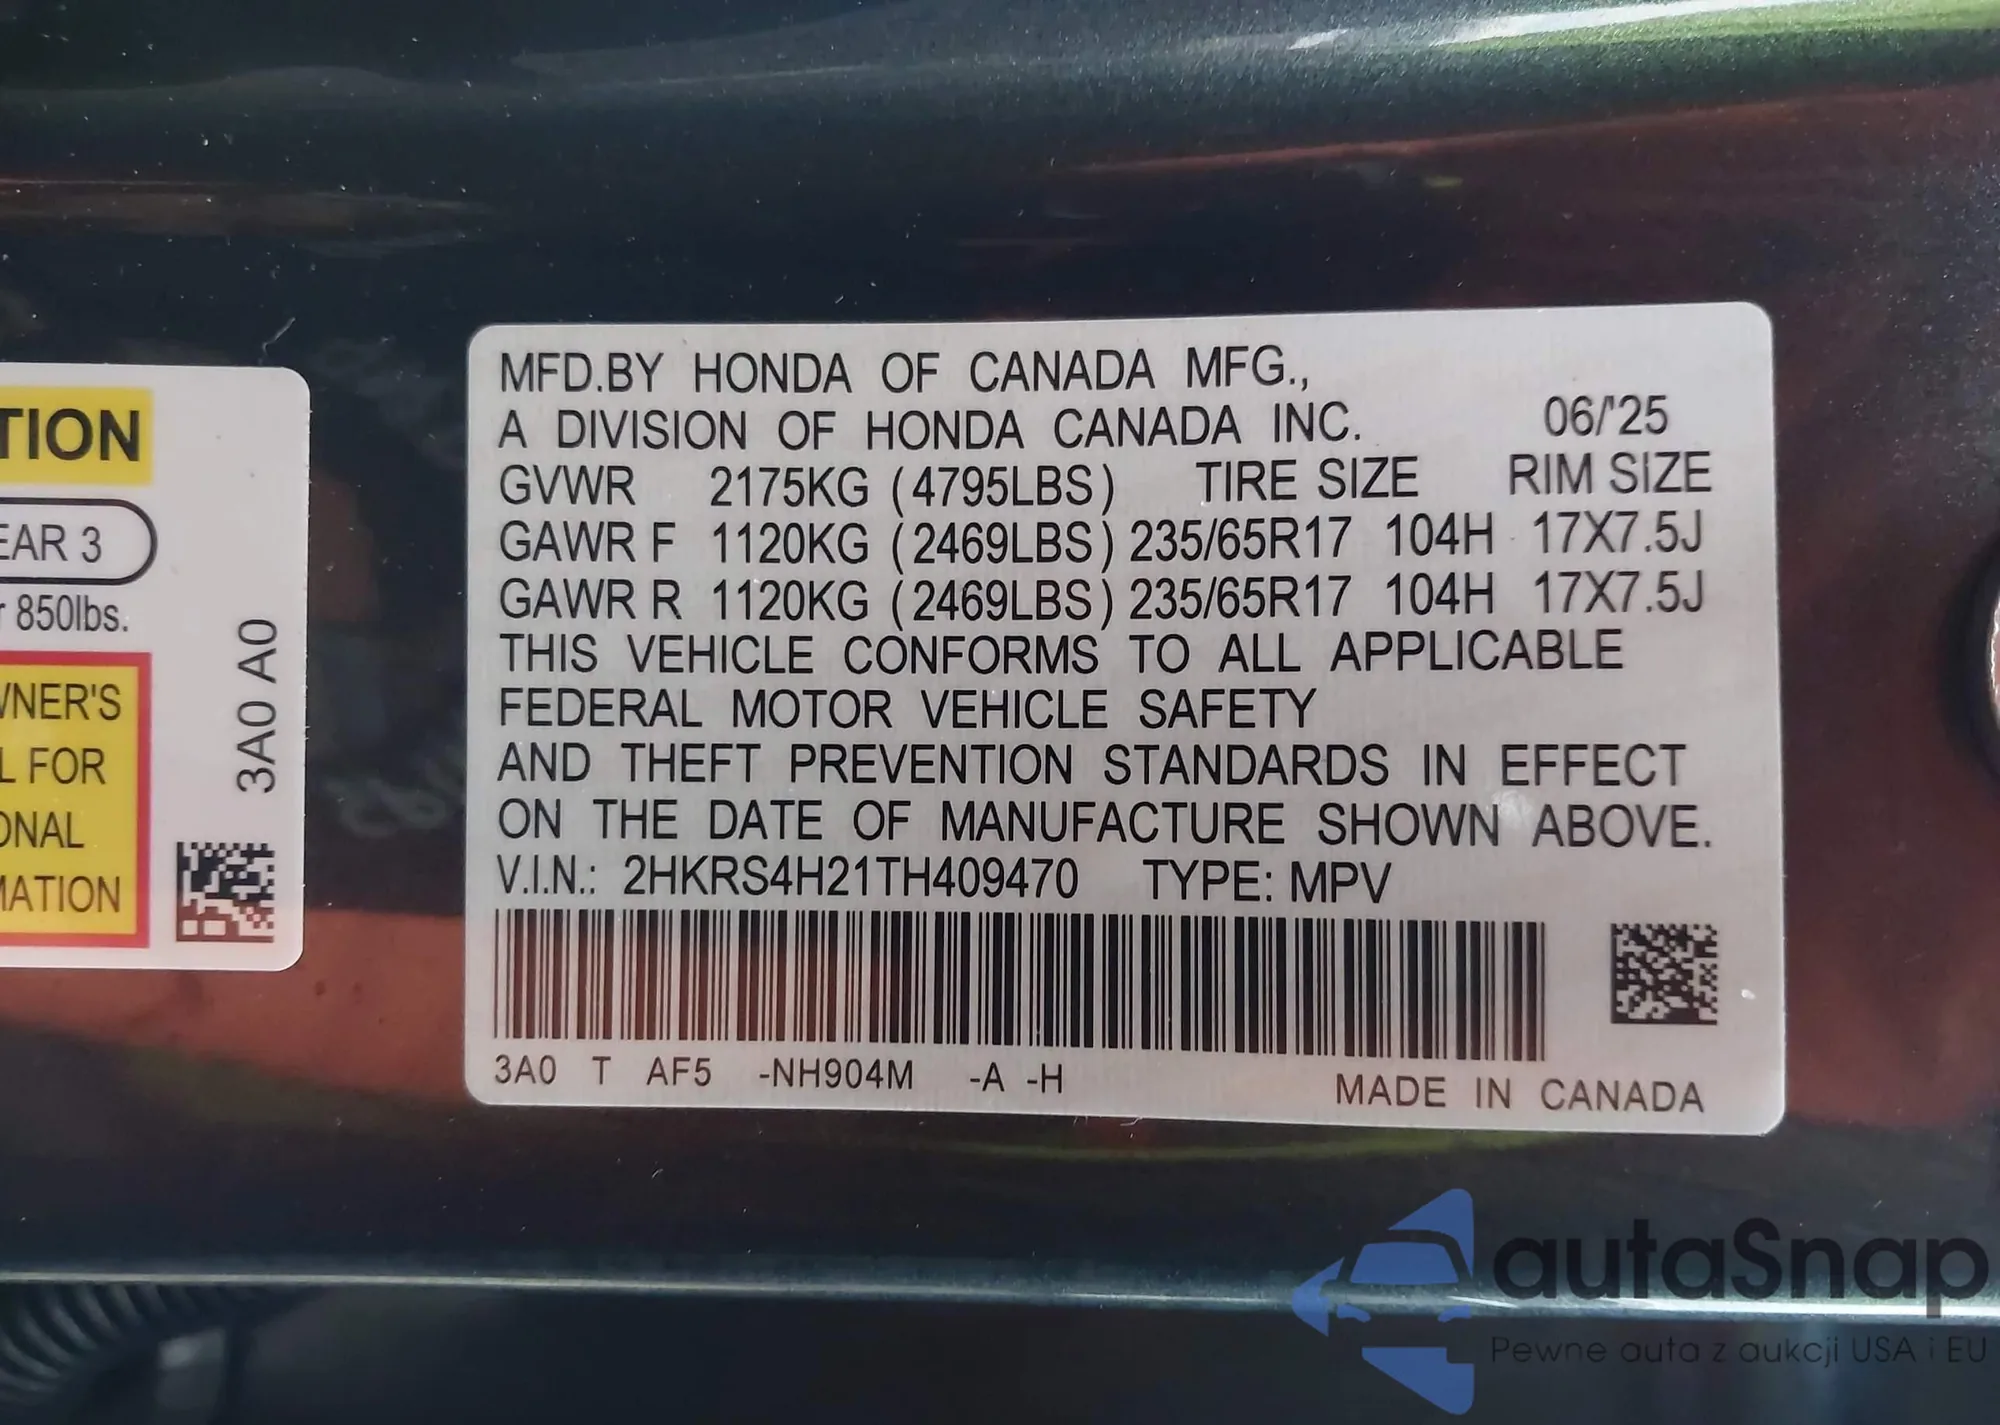 TION
EAR 3
850lbs.
3A0 A0
WNER'S
L FOR
ONAL
MATION
MFD.BY HONDA OF CANADA MFG.,
A DIVISION OF HONDA CANADA INC. 06/'25
GVWR 2175KG (4795LBS) TIRE SIZE RIM SIZE
GAWR F 1120KG (2469LBS) 235/65R17 104H 17X7.5J
GAWR R 1120KG (2469LBS) 235/65R17 104H 17X7.5J
THIS VEHICLE CONFORMS TO ALL APPLICABLE
FEDERAL MOTOR VEHICLE SAFETY
AND THEFT PREVENTION STANDARDS IN EFFECT
ON THE DATE OF MANUFACTURE SHOWN ABOVE.
V.I.N.: 2HKRS4H21TH409470 TYPE: MPV
3A0 T AF5 -NH904M -A -H
MADE IN CANADA
autaSnap
Pewne auta z aukcji USA i EU